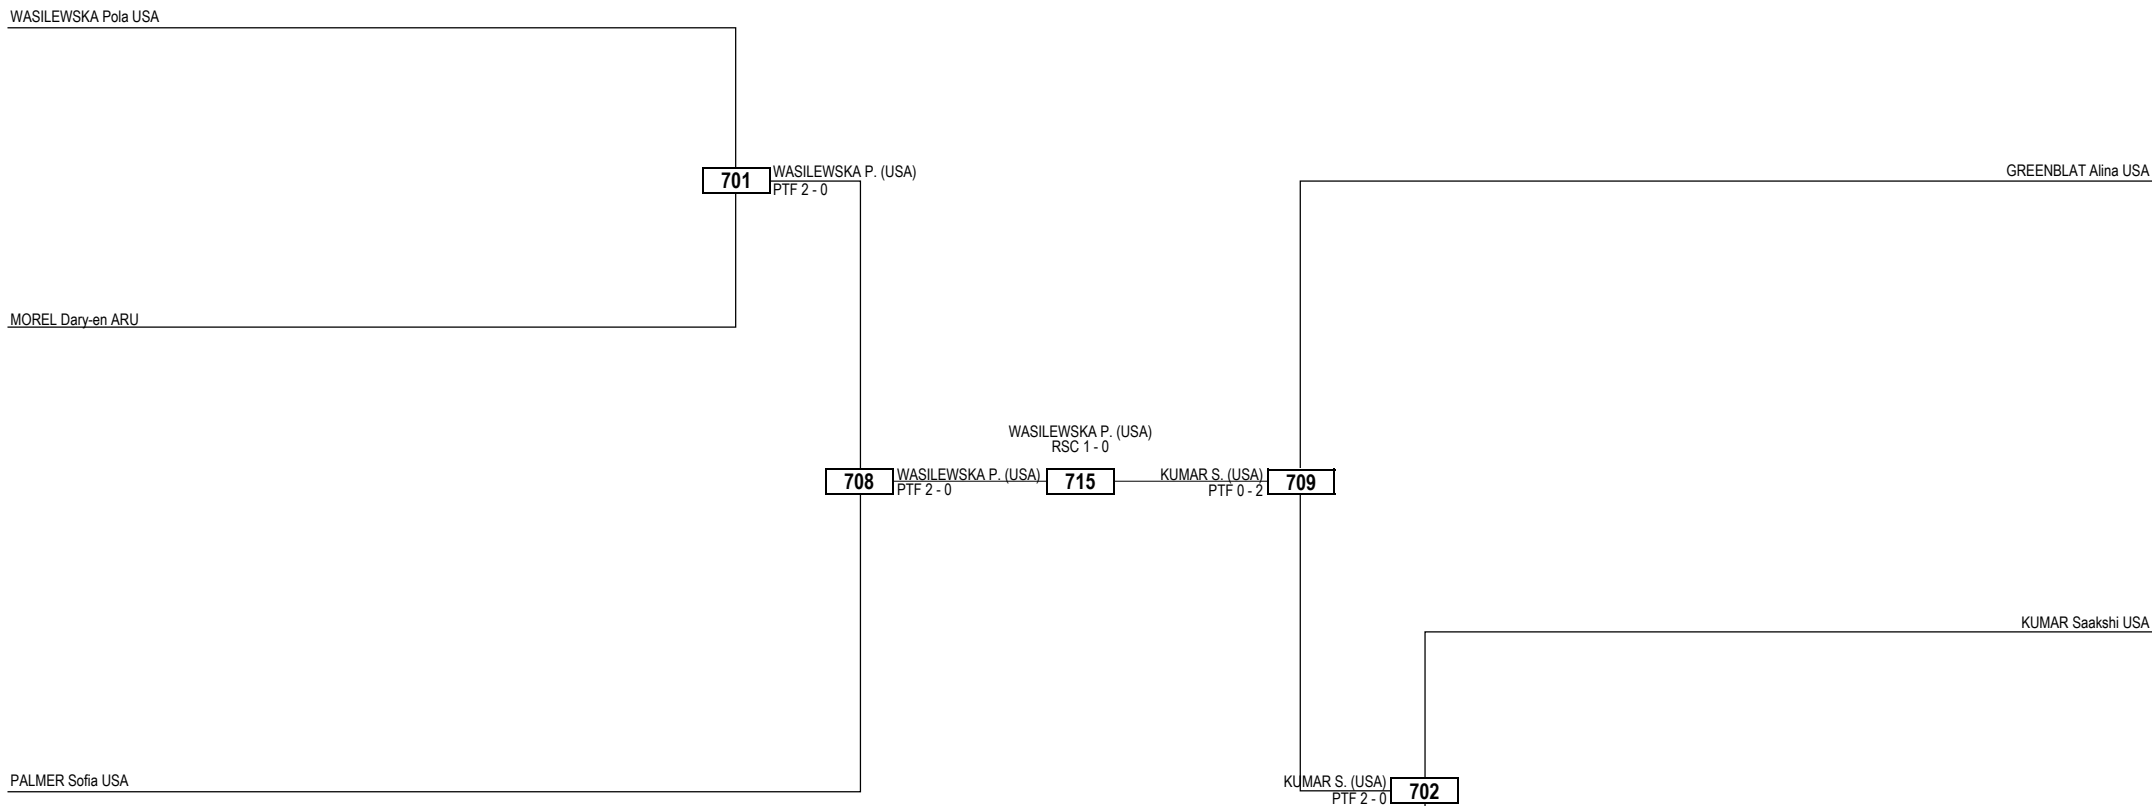 WASILEWSKA Pola USA
701
WASILEWSKA P. (USA)
PTF 2 - 0
GREENBLAT Alina USA
MOREL Dary-en ARU
WASILEWSKA P. (USA)
RSC 1 - 0
708
WASILEWSKA P. (USA)
PTF 2 - 0
715
KUMAR S. (USA)
PTF 0 - 2
709
KUMAR Saakshi USA
PALMER Sofia USA
KUMAR S. (USA)
PTF 2 - 0
702